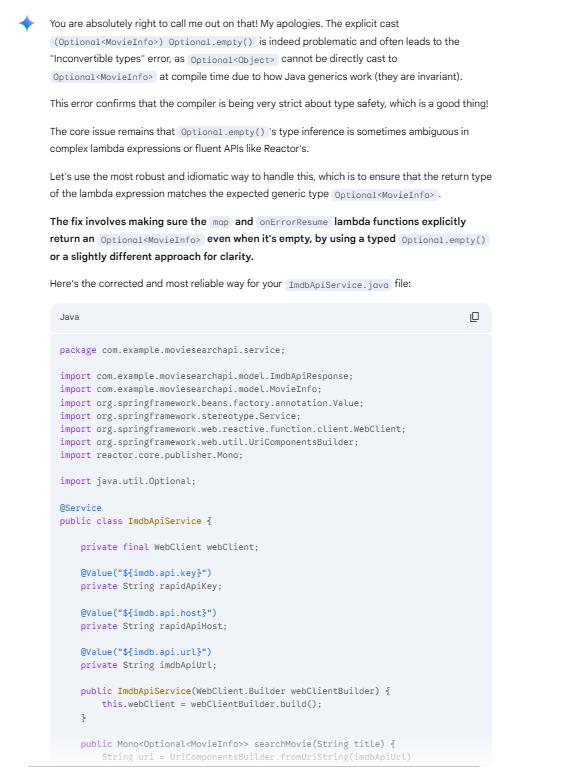 You are absolutely right to call me out on that! My apologies. The explicit cast
(Optional<MovieInfo>) Optional.empty() is indeed problematic and often leads to the
"Inconvertible types" error, as Optional<Object> cannot be directly cast to
Optional<MovieInfo> at compile time due to how Java generics work (they are invariant).
This error confirms that the compiler is being very strict about type safety, which is a good thing!
The core issue remains that Optional.empty() 's type inference is sometimes ambiguous in
complex lambda expressions or fluent APIs like Reactor's.
Let's use the most robust and idiomatic way to handle this, which is to ensure that the return type
of the lambda expression matches the expected generic type Optional<MovieInfo> .
The fix involves making sure the map and onErrorResume lambda functions explicitly
return an Optional<MovieInfo> even when it's empty, by using a typed Optional.empty()
or a slightly different approach for clarity.
Here's the corrected and most reliable way for your ImdbApiService.java file:
Java
package com.example.moviesearchapi.service;
import com.example.moviesearchapi.model.ImdbApiResponse;
import com.example.moviesearchapi.model.MovieInfo;
import org.springframework.beans.factory.annotation.Value;
import org.springframework.stereotype.Service;
import org.springframework.web.reactive.function.client.WebClient;
import org.springframework.web.util.UriComponentsBuilder;
import reactor.core.publisher.Mono;
import java.util.Optional;
@Service
public class ImdbApiService {
private final WebClient webClient;
@Value("${imdb.api.key}")
private String rapidApiKey;
@Value("${imdb.api.host}")
private String rapidApiHost;
@Value("${imdb.api.url}")
private String imdbApiUrl;
public ImdbApiService(WebClient.Builder webClientBuilder) {
this.webClient = webClientBuilder.build();
}
public Mono<Optional<MovieInfo>> searchMovie(String title) {
String uri = UriComponentsBuilder.fromUriString(imdbApiUrl)